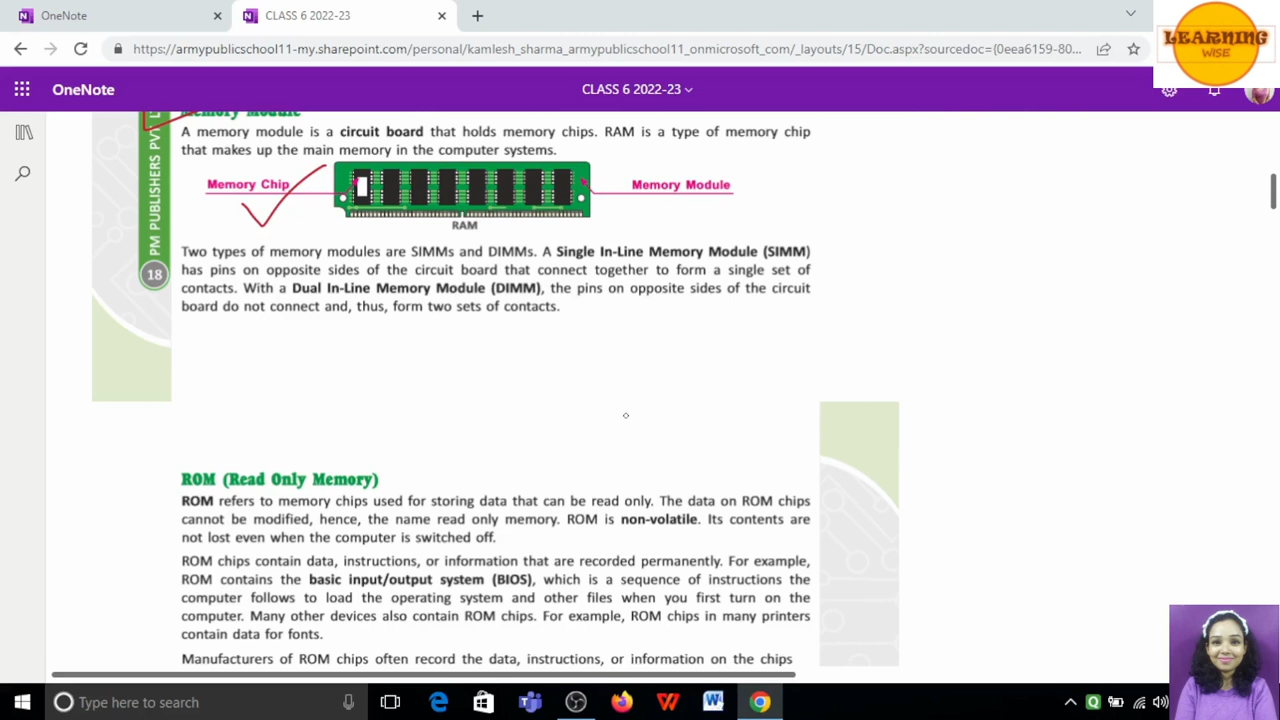 OneNote
CLASS 6 2022-23
LEARNING
WISE
https://armypublicschool11-my.sharepoint.com/personal/kamlesh_sharma_armypublicschool11_onmicrosoft_com/_layouts/15/Doc.aspx?sourcedoc={0eea6159-80...
OneNote
CLASS 6 2022-23
Memory Module
A memory module is a circuit board that holds memory chips. RAM is a type of memory chip
that makes up the main memory in the computer systems.
Memory Chip
Memory Module
RAM
PM PUBLISHERS PVT L
18
Two types of memory modules are SIMMs and DIMMs. A Single In-Line Memory Module (SIMM)
has pins on opposite sides of the circuit board that connect together to form a single set of
contacts. With a Dual In-Line Memory Module (DIMM), the pins on opposite sides of the circuit
board do not connect and, thus, form two sets of contacts.
ROM (Read Only Memory)
ROM refers to memory chips used for storing data that can be read only. The data on ROM chips
cannot be modified, hence, the name read only memory. ROM is non-volatile. Its contents are
not lost even when the computer is switched off.
ROM chips contain data, instructions, or information that are recorded permanently. For example,
ROM contains the basic input/output system (BIOS), which is a sequence of instructions the
computer follows to load the operating system and other files when you first turn on the
computer. Many other devices also contain ROM chips. For example, ROM chips in many printers
contain data for fonts.
Manufacturers of ROM chips often record the data, instructions, or information on the chips
Type here to search